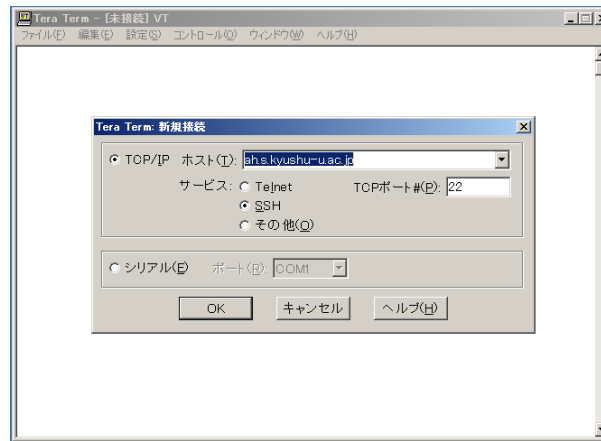 Tera Term - [未接続] VT
ファイル(F) 編集(E) 設定(S) コントロール(O) ウィンドウ(W) ヘルプ(H)
Tera Term: 新規接続
TCP/IP ホスト(T): ah.s.kyushu-u.ac.jp
サービス: Telnet TCPポート#(P): 22
SSH
その他(O)
シリアル(E) ポート(R): COM1
OK キャンセル ヘルプ(H)